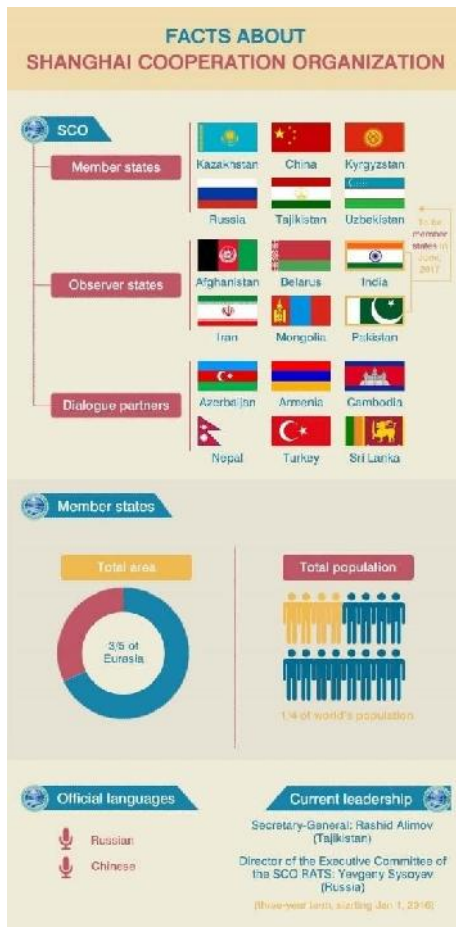 FACTS ABOUT
SHANGHAI COOPERATION ORGANIZATION
SCO
Member states
Kazakhstan China Kyrgyzstan
Russia Tajikistan Uzbekistan
To be
member
states in
June,
2017
Observer states
Afghanistan Belarus India
Iran Mongolia Pakistan
Dialogue partners
Azerbaijan Armenia Cambodia
Nepal Turkey Sri Lanka
Member states
Total area
3/5 of
Eurasia
Total population
1/4 of world's population
Official languages
Russian
Chinese
Current leadership
Secretary-General: Rashid Alimov
(Tajikistan)
Director of the Executive Committee of
the SCO RATS: Yevgeny Sysoyev
(Russia)
(three-year term, starting Jan 1, 2016)